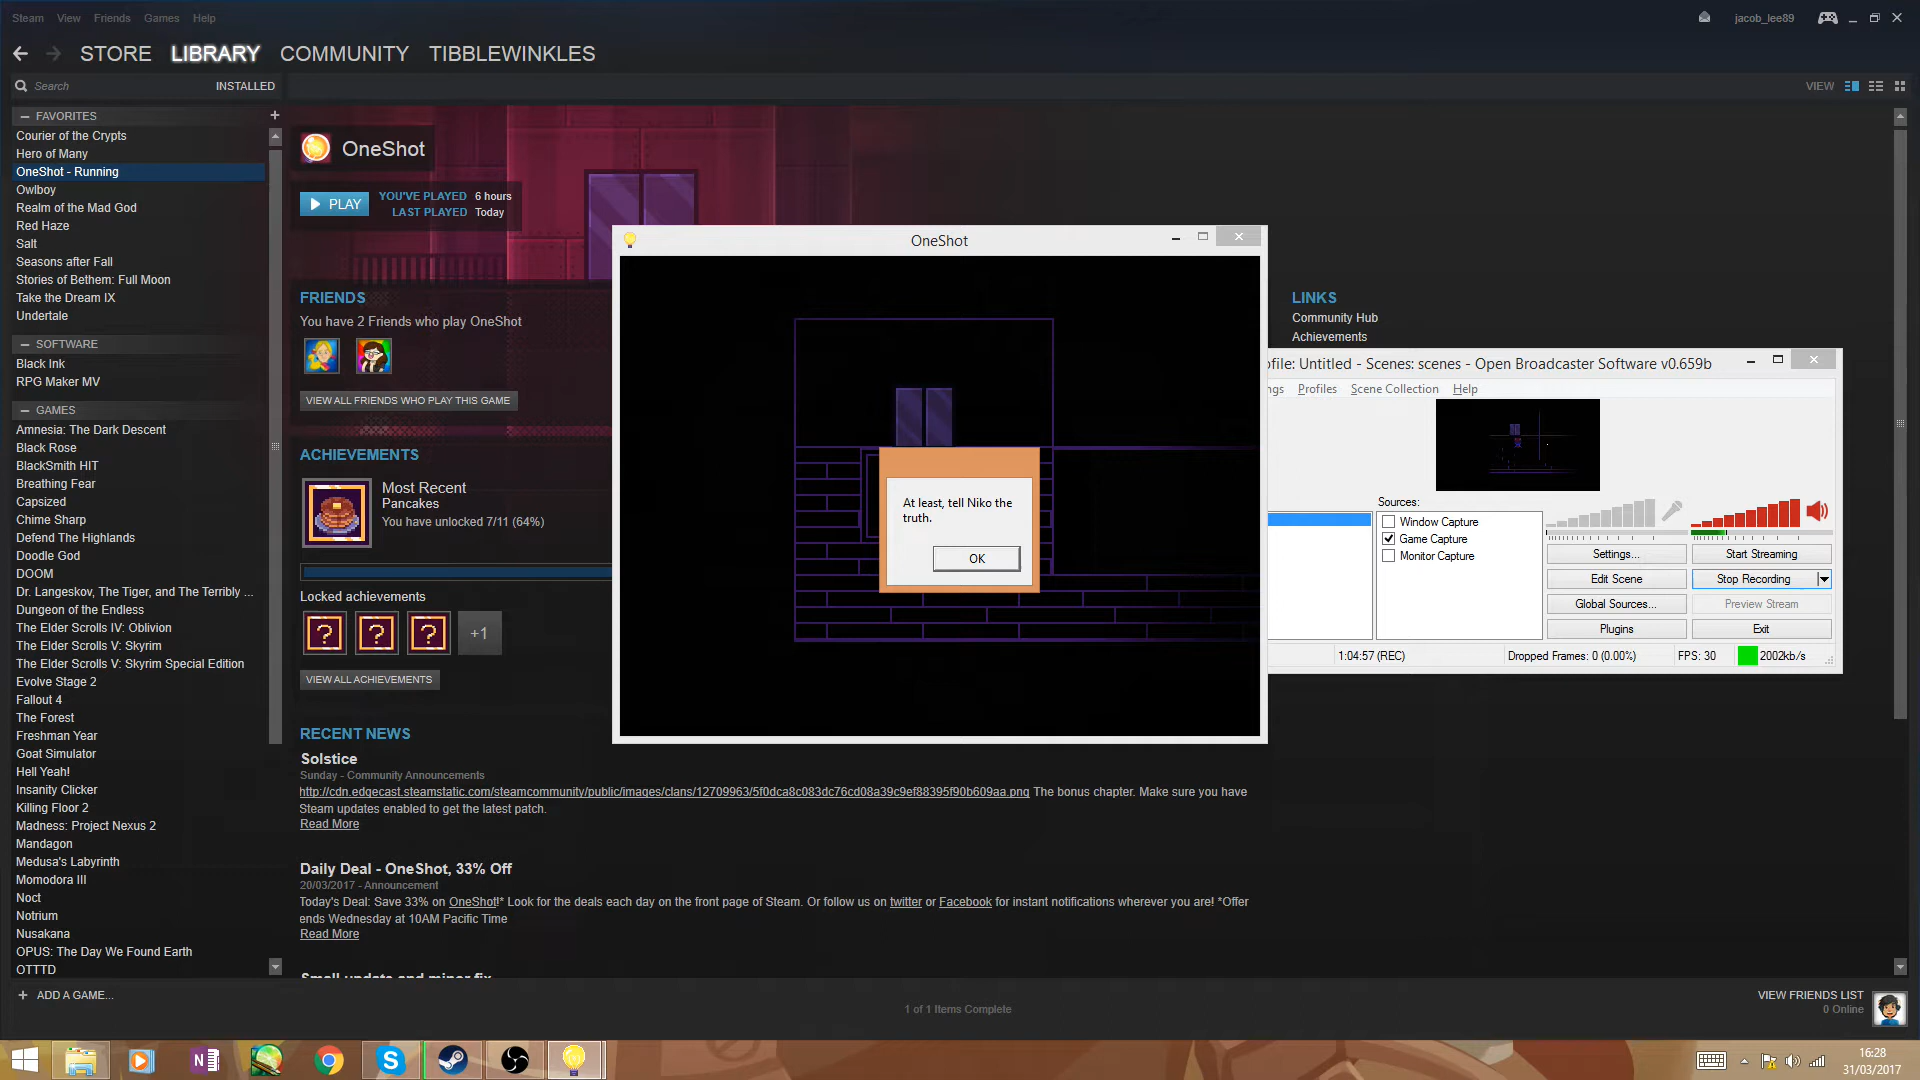 Steam View Friends Games Help
jacob_lee89
STORE LIBRARY COMMUNITY TIBBLEWINKLES
Search INSTALLED
VIEW
FAVORITES
Courier of the Crypts
Hero of Many
OneShot - Running
Owlboy
Realm of the Mad God
Red Haze
Salt
Seasons after Fall
Stories of Bethem: Full Moon
Take the Dream IX
Undertale
SOFTWARE
Black Ink
RPG Maker MV
GAMES
Amnesia: The Dark Descent
Black Rose
BlackSmith HIT
Breathing Fear
Capsized
Chime Sharp
Defend The Highlands
Doodle God
DOOM
Dr. Langeskov, The Tiger, and The Terribly ...
Dungeon of the Endless
The Elder Scrolls IV: Oblivion
The Elder Scrolls V: Skyrim
The Elder Scrolls V: Skyrim Special Edition
Evolve Stage 2
Fallout 4
The Forest
Freshman Year
Goat Simulator
Hell Yeah!
Insanity Clicker
Killing Floor 2
Madness: Project Nexus 2
Mandagon
Medusa's Labyrinth
Momodora III
Noct
Notrium
Nusakana
OPUS: The Day We Found Earth
OTTTD
ADD A GAME...
OneShot
PLAY
YOU'VE PLAYED 6 hours
LAST PLAYED Today
FRIENDS
You have 2 Friends who play OneShot
VIEW ALL FRIENDS WHO PLAY THIS GAME
ACHIEVEMENTS
Most Recent
Pancakes
You have unlocked 7/11 (64%)
Locked achievements
? ? ? +1
VIEW ALL ACHIEVEMENTS
RECENT NEWS
Solstice
Sunday - Community Announcements
http://cdn.edgecast.steamstatic.com/steamcommunity/public/images/clans/12709963/5f0dca8c083dc76cd08a39c9ef88395f90b609aa.png The bonus chapter. Make sure you have
Steam updates enabled to get the latest patch.
Read More
Daily Deal - OneShot, 33% Off
20/03/2017 - Announcement
Today's Deal: Save 33% on OneShot!* Look for the deals each day on the front page of Steam. Or follow us on twitter or Facebook for instant notifications wherever you are! *Offer
ends Wednesday at 10AM Pacific Time
Read More
Small update and minor fix
OneShot
At least, tell Niko the
truth.
OK
LINKS
Community Hub
Achievements
ofile: Untitled - Scenes: scenes - Open Broadcaster Software v0.659b
ngs Profiles Scene Collection Help
Sources:
Window Capture
Game Capture
Monitor Capture
Settings... Start Streaming
Edit Scene Stop Recording
Global Sources... Preview Stream
Plugins Exit
1:04:57 (REC) Dropped Frames: 0 (0.00%) FPS: 30 2002kb/s
1 of 1 Items Complete
VIEW FRIENDS LIST
0 Online
16:28
31/03/2017